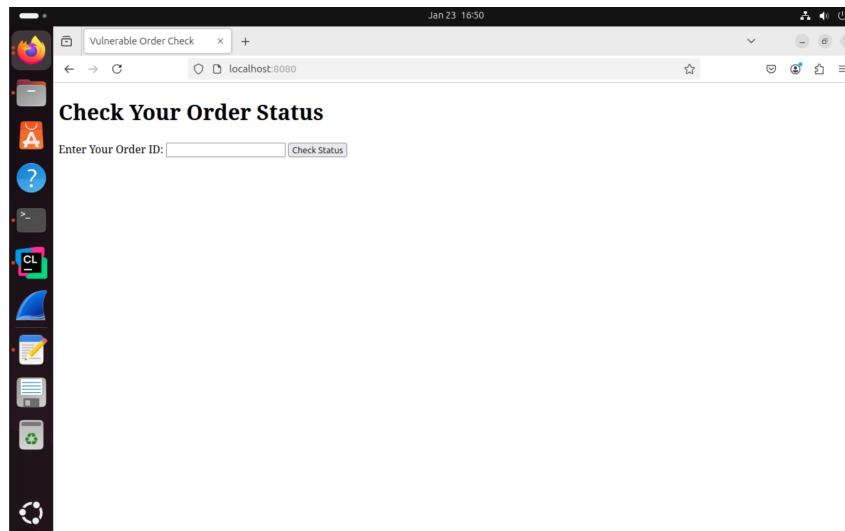 Jan 23 16:50
Vulnerable Order Check
localhost:8080
Check Your Order Status
Enter Your Order ID: Check Status
CL